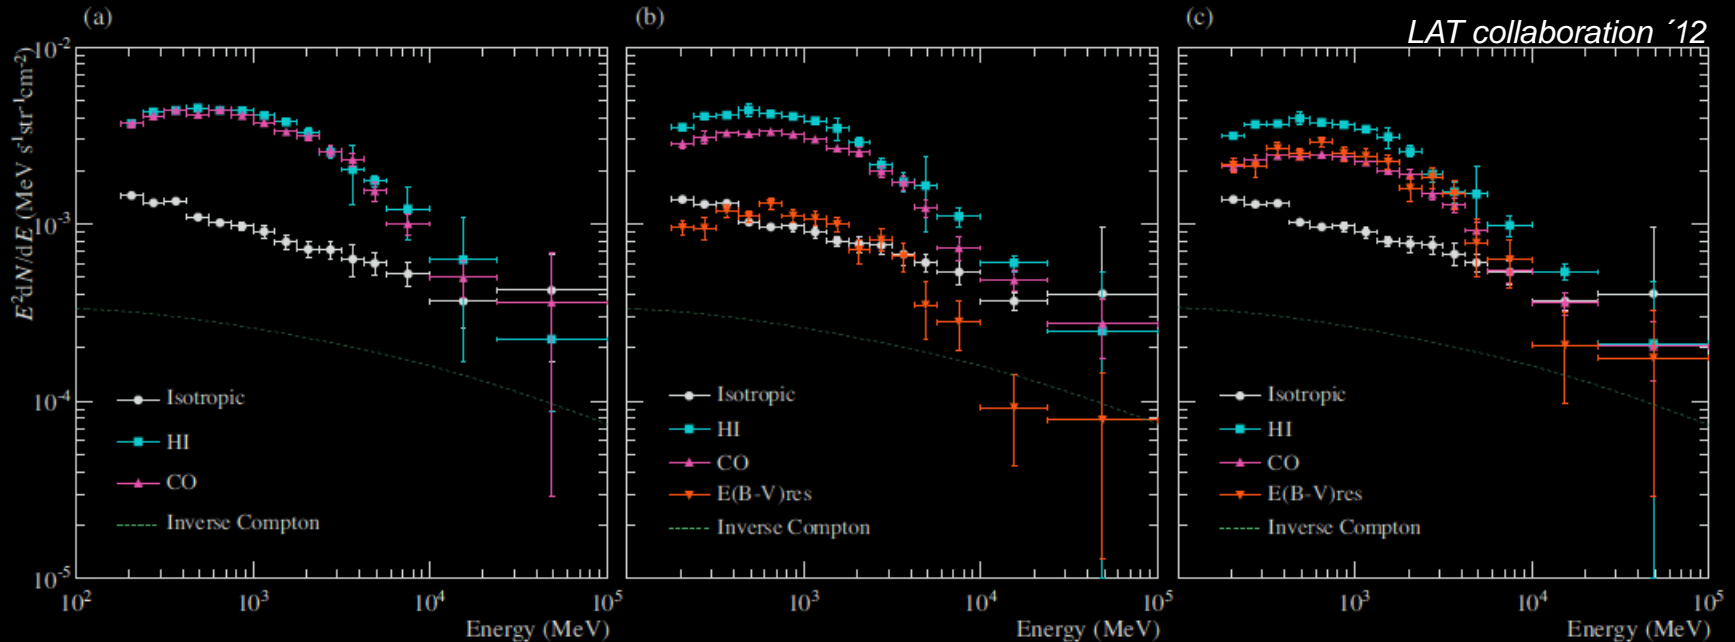 (a)
(b)
(c)
LAT collaboration ´12
E²dN/dE (MeV s⁻¹str⁻¹cm⁻²)
10⁻²
10⁻³
10⁻⁴
10⁻⁵
Isotropic
HI
CO
Inverse Compton
Isotropic
HI
CO
E(B-V)res
Inverse Compton
Isotropic
HI
CO
E(B-V)res
Inverse Compton
10² 10³ 10⁴ 10⁵
10³ 10⁴ 10⁵
10³ 10⁴ 10⁵
Energy (MeV)
Energy (MeV)
Energy (MeV)